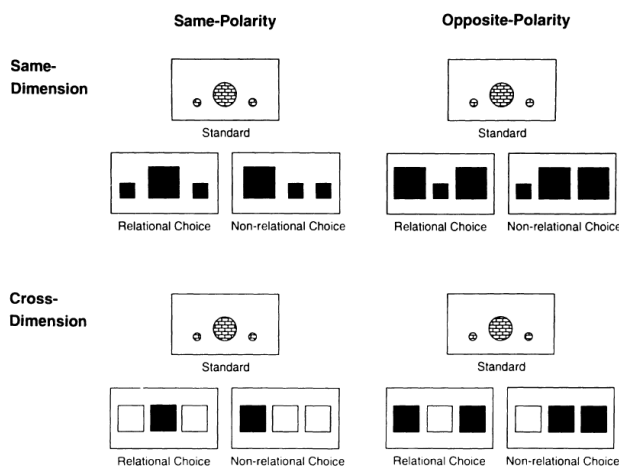 Same-Polarity Opposite-Polarity
Same-
Dimension
Standard Standard
Relational Choice Non-relational Choice Relational Choice Non-relational Choice
Cross-
Dimension
Standard Standard
Relational Choice Non-relational Choice Relational Choice Non-relational Choice